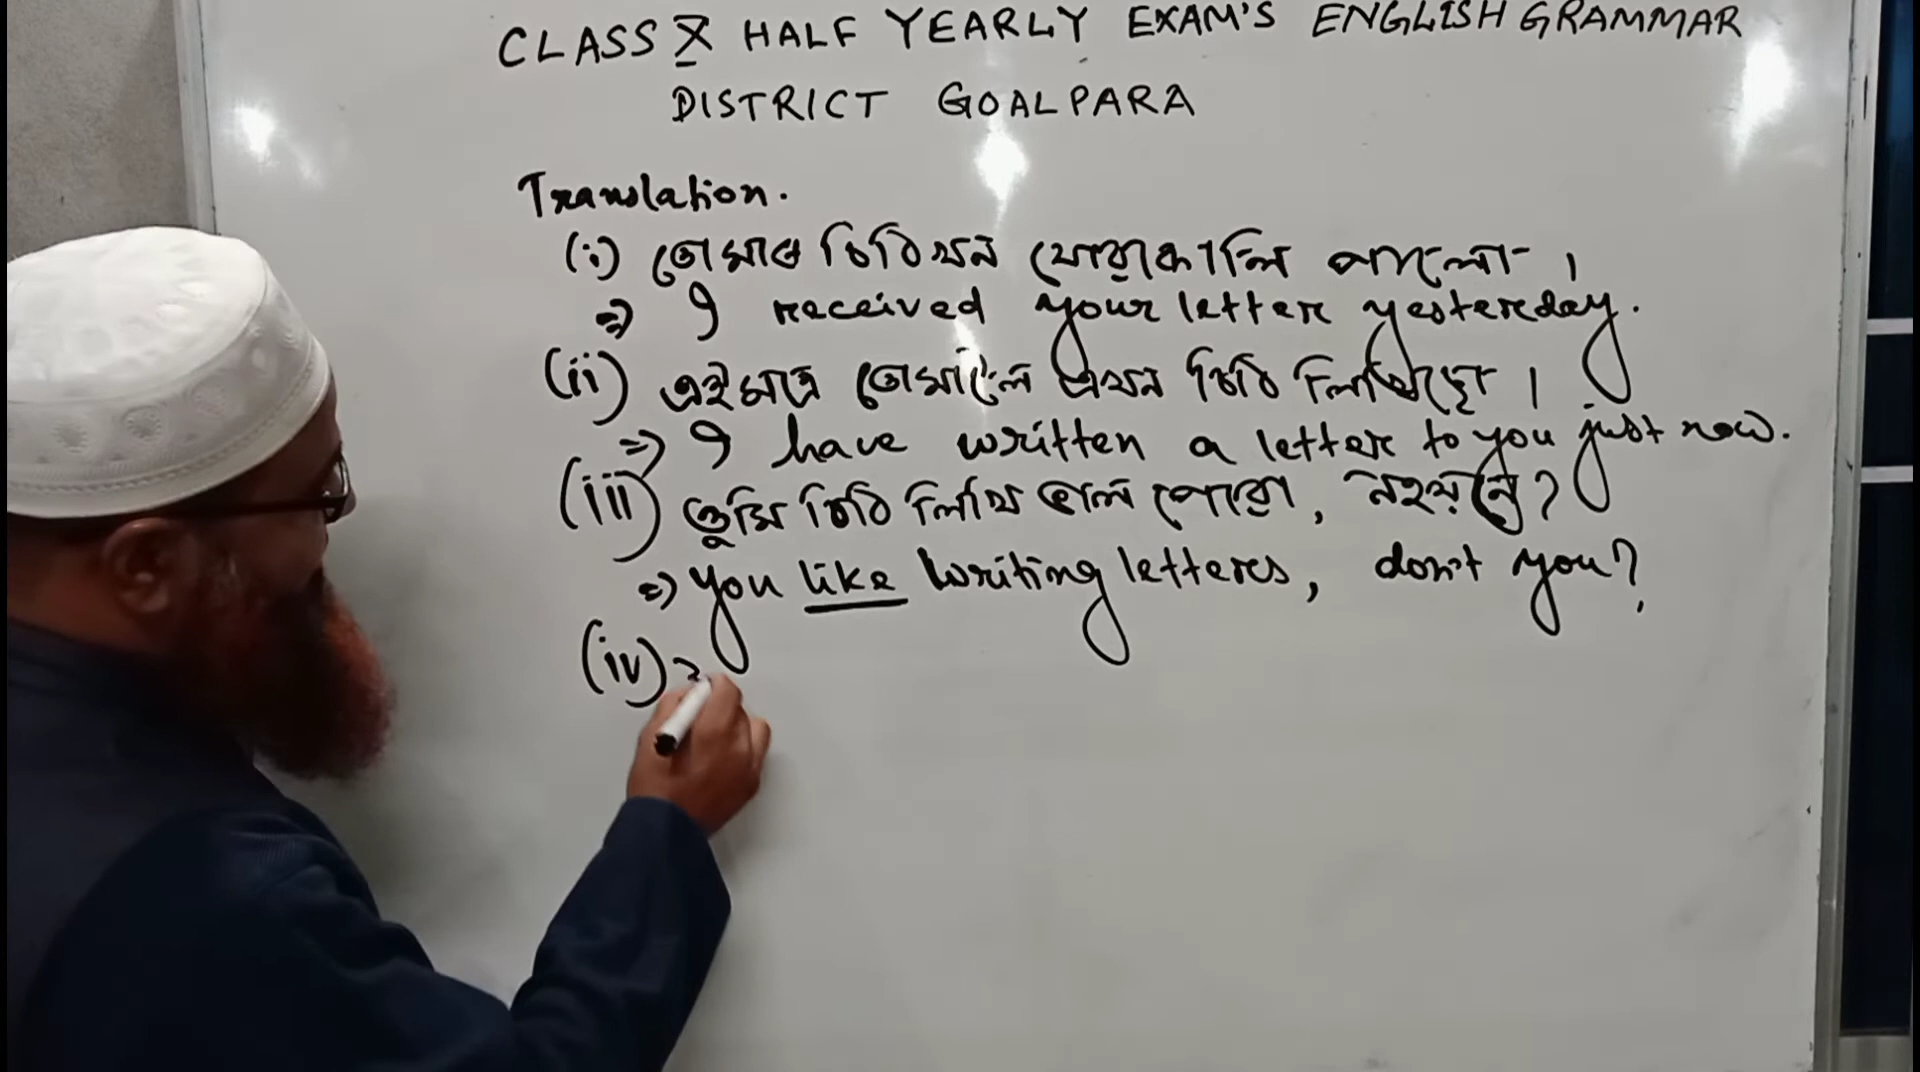 CLASS X HALF YEARLY EXAM'S ENGLISH GRAMMAR
DISTRICT GOALPARA
Translation.
(i) তোমাৰ চিঠিখন যোৱাকালি পালো।
⇒ I received your letter yesterday.
(ii) এইমাত্ৰ তোমালৈ এখন চিঠি লিখিছো।
⇒ I have written a letter to you just now.
(iii) তুমি চিঠি লিখি ভাল পোৱা, নহয়নে?
⇒ you like writing letters, don't you?
(iv)